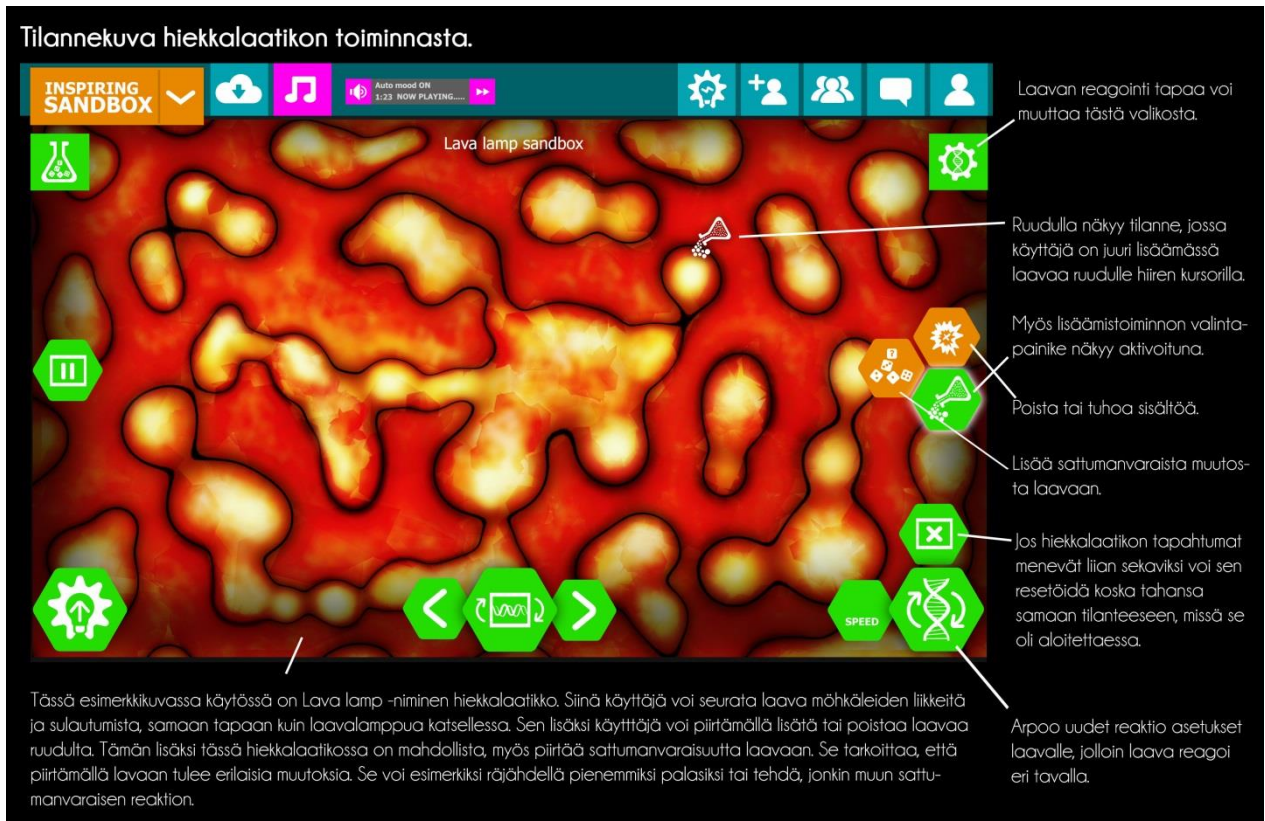 Tilannekuva hiekkalaatikon toiminnasta.
INSPIRING
SANDBOX
Auto mood ON
1:23 NOW PLAYING.....
Lava lamp sandbox
Laavan reagointi tapaa voi
muuttaa tästä valikosta.
Ruudulla näkyy tilanne, jossa
käyttäjä on juuri lisäämässä
laavaa ruudulle hiiren kursorilla.
Myös lisäämistoiminnon valinta-
painike näkyy aktivoituna.
Poista tai tuhoa sisältöä.
Lisää sattumanvaraista muutos-
ta laavaan.
Jos hiekkalaatikon tapahtumat
menevät liian sekaviksi voi sen
resetöidä koska tahansa
samaan tilanteeseen, missä se
oli aloitettaessa.
SPEED
Arpoo uudet reaktio asetukset
laavalle, jolloin laava reagoi
eri tavalla.
Tässä esimerkkikuvassa käytössä on Lava lamp -niminen hiekkalaatikko. Siinä käyttäjä voi seurata laava möhkäleiden liikkeitä
ja sulautumista, samaan tapaan kuin laavalamppua katsellessa. Sen lisäksi käytttäjä voi piirtämällä lisätä tai poistaa laavaa
ruudulta. Tämän lisäksi tässä hiekkalaatikossa on mahdollista, myös piirtää sattumanvaraisuutta laavaan. Se tarkoittaa, että
piirtämällä lavaan tulee erilaisia muutoksia. Se voi esimerkiksi räjähdellä pienemmiksi palasiksi tai tehdä, jonkin muun sattu-
manvaraisen reaktion.